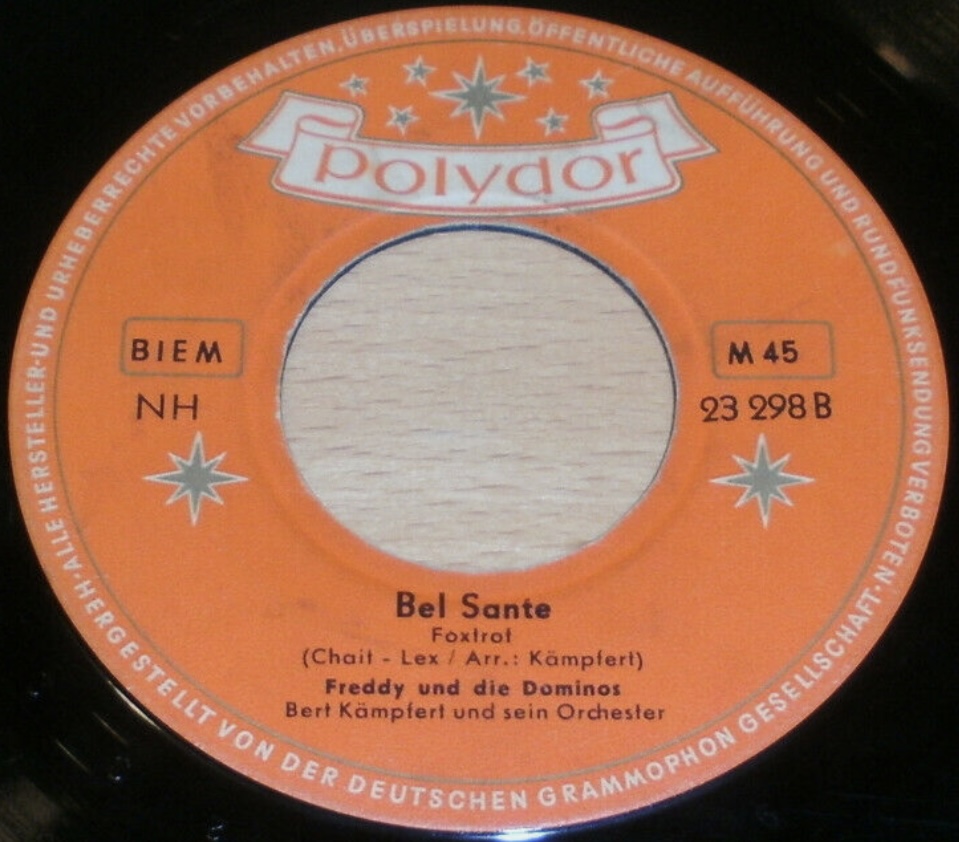 ALLE HERSTELLER-UND URHEBERRECHTE VORBEHALTEN.ÜBERSPIELUNG.ÖFFENTLICHE AUFFÜHRUNG UND RUNDFUNKSENDUNG VERBOTEN.
polydor
BIEM
M 45
NH
23 298 B
Bel Sante
Foxtrot
(Chait - Lex / Arr.: Kämpfert)
Freddy und die Dominos
Bert Kämpfert und sein Orchester
HERGESTELLT VON DER DEUTSCHEN GRAMMOPHON GESELLSCHAFT